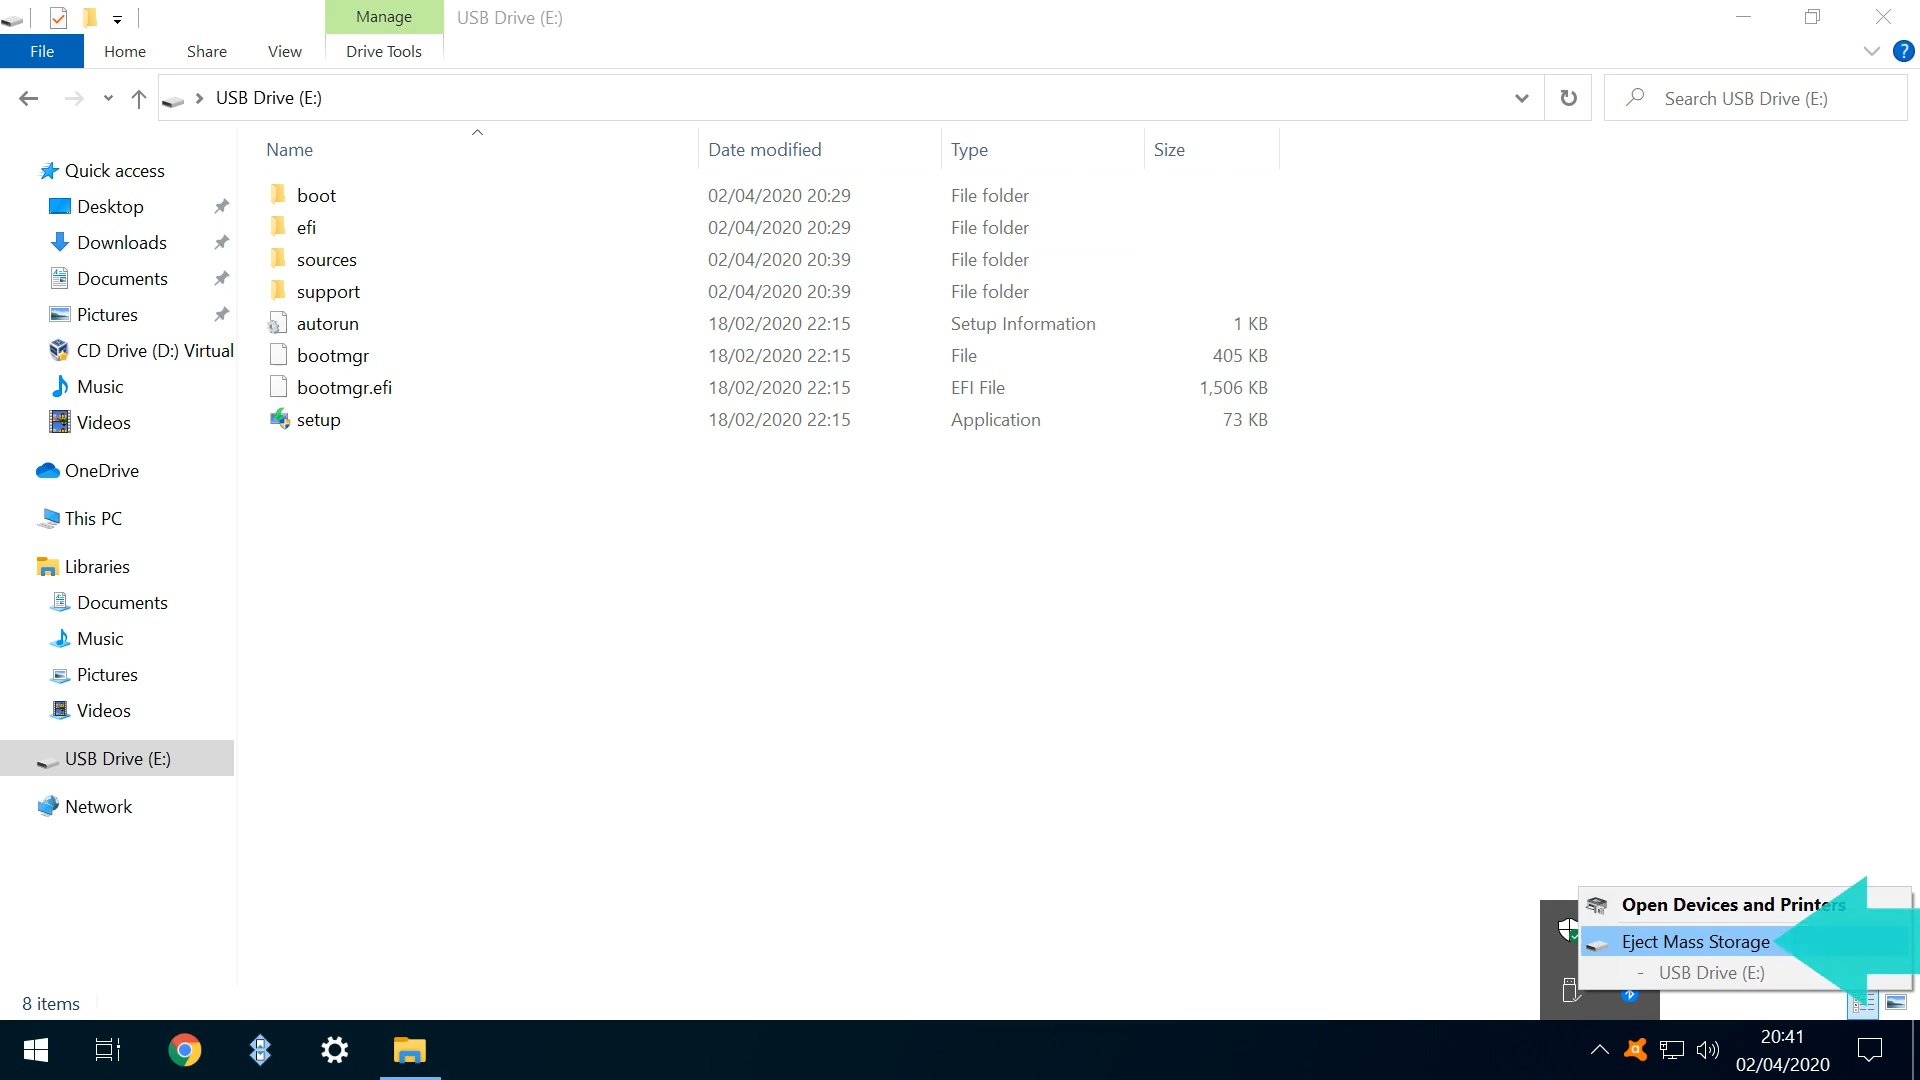 Manage
USB Drive (E:)
File
Home
Share
View
Drive Tools
?
USB Drive (E:)
Search USB Drive (E:)
Name
Date modified
Type
Size
Quick access
Desktop
Downloads
Documents
Pictures
CD Drive (D:) Virtual
Music
Videos
OneDrive
This PC
Libraries
Documents
Music
Pictures
Videos
USB Drive (E:)
Network
boot 02/04/2020 20:29 File folder
efi 02/04/2020 20:29 File folder
sources 02/04/2020 20:39 File folder
support 02/04/2020 20:39 File folder
autorun 18/02/2020 22:15 Setup Information 1 KB
bootmgr 18/02/2020 22:15 File 405 KB
bootmgr.efi 18/02/2020 22:15 EFI File 1,506 KB
setup 18/02/2020 22:15 Application 73 KB
Open Devices and Printers
Eject Mass Storage
- USB Drive (E:)
8 items
20:41
02/04/2020